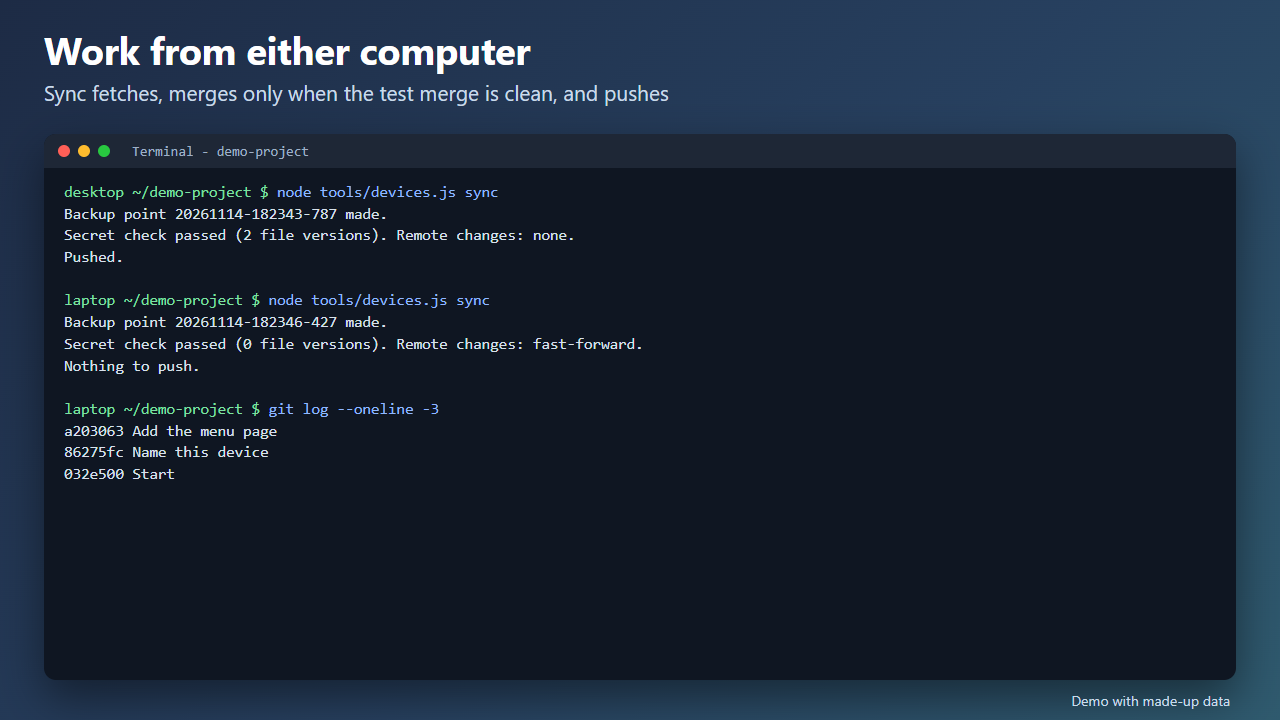 Work from either computer
Sync fetches, merges only when the test merge is clean, and pushes
Terminal - demo-project
desktop ~/demo-project $ node tools/devices.js sync
Backup point 20261114-182343-787 made.
Secret check passed (2 file versions). Remote changes: none.
Pushed.
laptop ~/demo-project $ node tools/devices.js sync
Backup point 20261114-182346-427 made.
Secret check passed (0 file versions). Remote changes: fast-forward.
Nothing to push.
laptop ~/demo-project $ git log --oneline -3
a203063 Add the menu page
86275fc Name this device
032e500 Start
Demo with made-up data